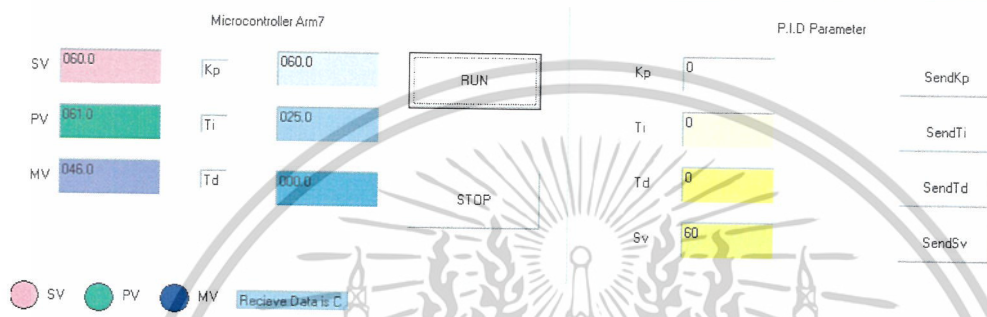 Microcontroller Arm7
SV 060.0 Kp 060.0 RUN
PV 061.0 Ti 025.0
MV 046.0 Td 000.0 STOP
SV PV MV Recieve Data is C
P.I.D Parameter
Kp 0 SendKp
Ti 0 SendTi
Td 0 SendTd
Sv 60 SendSv